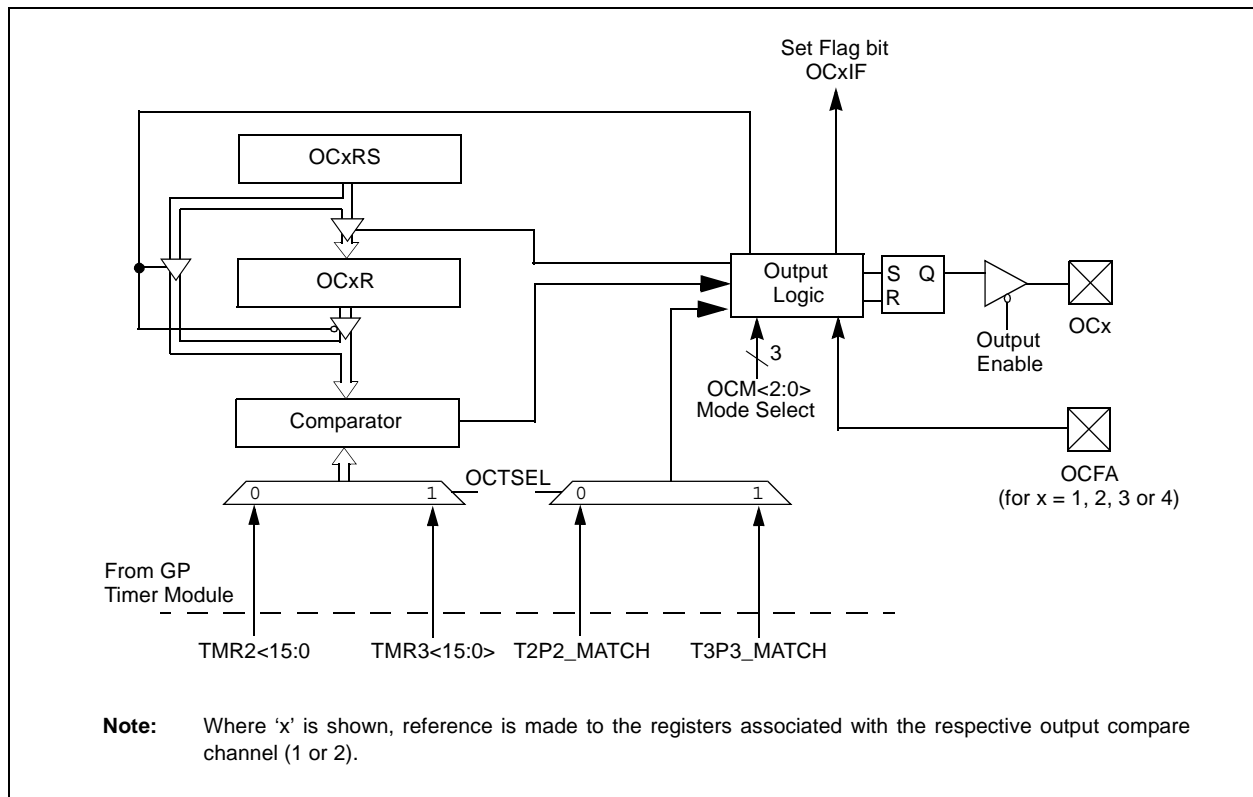 Set Flag bit
OCxIF
OCxRS
OCxR
Output
Logic
S Q
R
OCx
Output
Enable
3
OCM<2:0>
Mode Select
Comparator
OCTSEL
0 1
0 1
OCFA
(for x = 1, 2, 3 or 4)
From GP
Timer Module
TMR2<15:0 TMR3<15:0> T2P2_MATCH T3P3_MATCH
Note: Where ‘x’ is shown, reference is made to the registers associated with the respective output compare
channel (1 or 2).